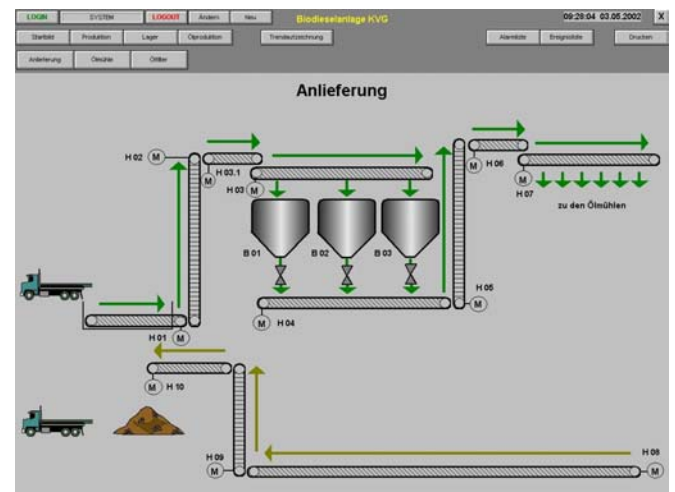 LOGIN SYSTEM LOGOUT Ändern Neu Biodieselanlage KVG 09:28:04 03.05.2002 X
Startbild Produktion Lager Ölproduktion Trendaufzeichnung Alarmliste Ereignisliste Drucken
Anlieferung Ölmühle Ölfilter
Anlieferung
H 02 M
M H 03.1
H 03 M
M H 06
M H 07
zu den Ölmühlen
B 01 B 02 B 03
H 05
M
M H 04
H 01 M
M H 10
H 09
M
H 08
M